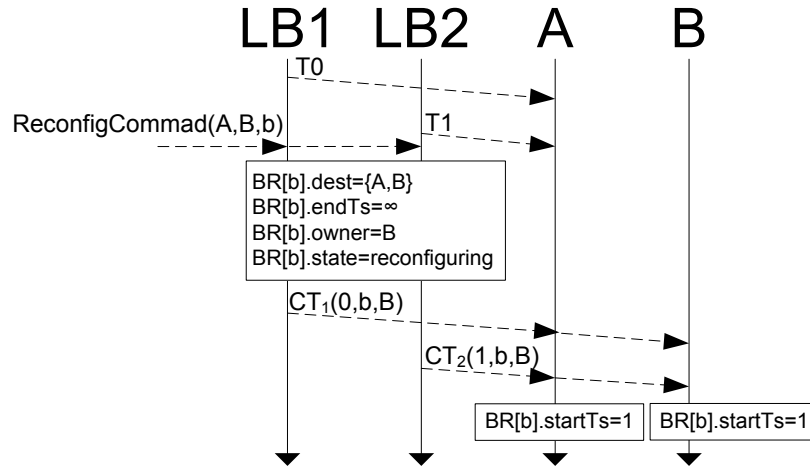 LB1 LB2 A B
T0
ReconfigCommad(A,B,b)
T1
BR[b].dest={A,B}
BR[b].endTs=∞
BR[b].owner=B
BR[b].state=reconfiguring
CT₁(0,b,B)
CT₂(1,b,B)
BR[b].startTs=1 BR[b].startTs=1